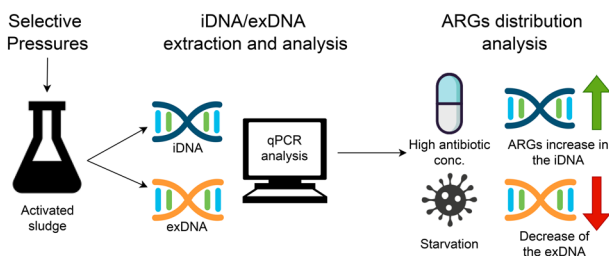 Selective
Pressures
iDNA/exDNA
extraction and analysis
ARGs distribution
analysis
Activated
sludge
iDNA
exDNA
qPCR
analysis
High antibiotic
conc.
ARGs increase in
the iDNA
Starvation
Decrease of
the exDNA